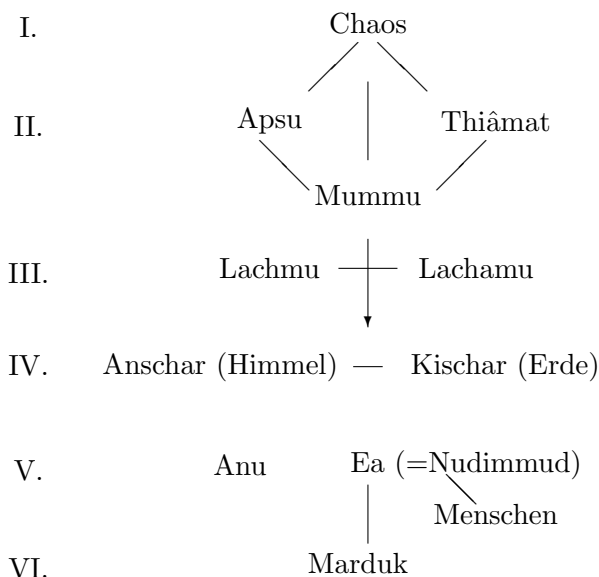 I. Chaos
II. Apsu Thiâmat
Mummu
III. Lachmu Lachamu
IV. Anschar (Himmel) — Kischar (Erde)
V. Anu Ea (=Nudimmud)
Menschen
VI. Marduk